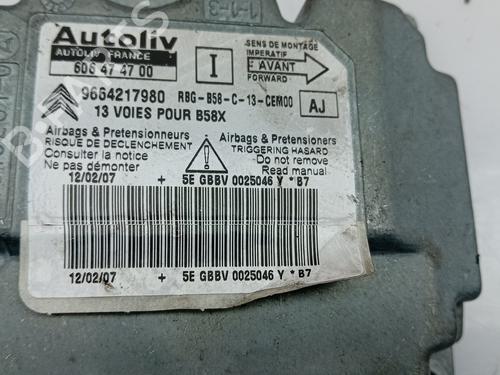 Autoliv
AUTOLIV FRANCE
606 47 47 00
I
SENS DE MONTAGE
IMPERATIF
E AVANT
FORWARD
9664217980 RBG-B58-C-13-CEM00
13 VOIES POUR B58X
AJ
Airbags & Pretensionneurs
RISQUE DE DECLENCHEMENT
Consulter la notice
Ne pas démonter
Airbags & Pretensioners
TRIGGERING HASARD
Do not remove
Read manual
12/02/07 + 5E GBBV 0025046 Y * B7
12/02/07 + 5E GBBV 0025046 Y * B7